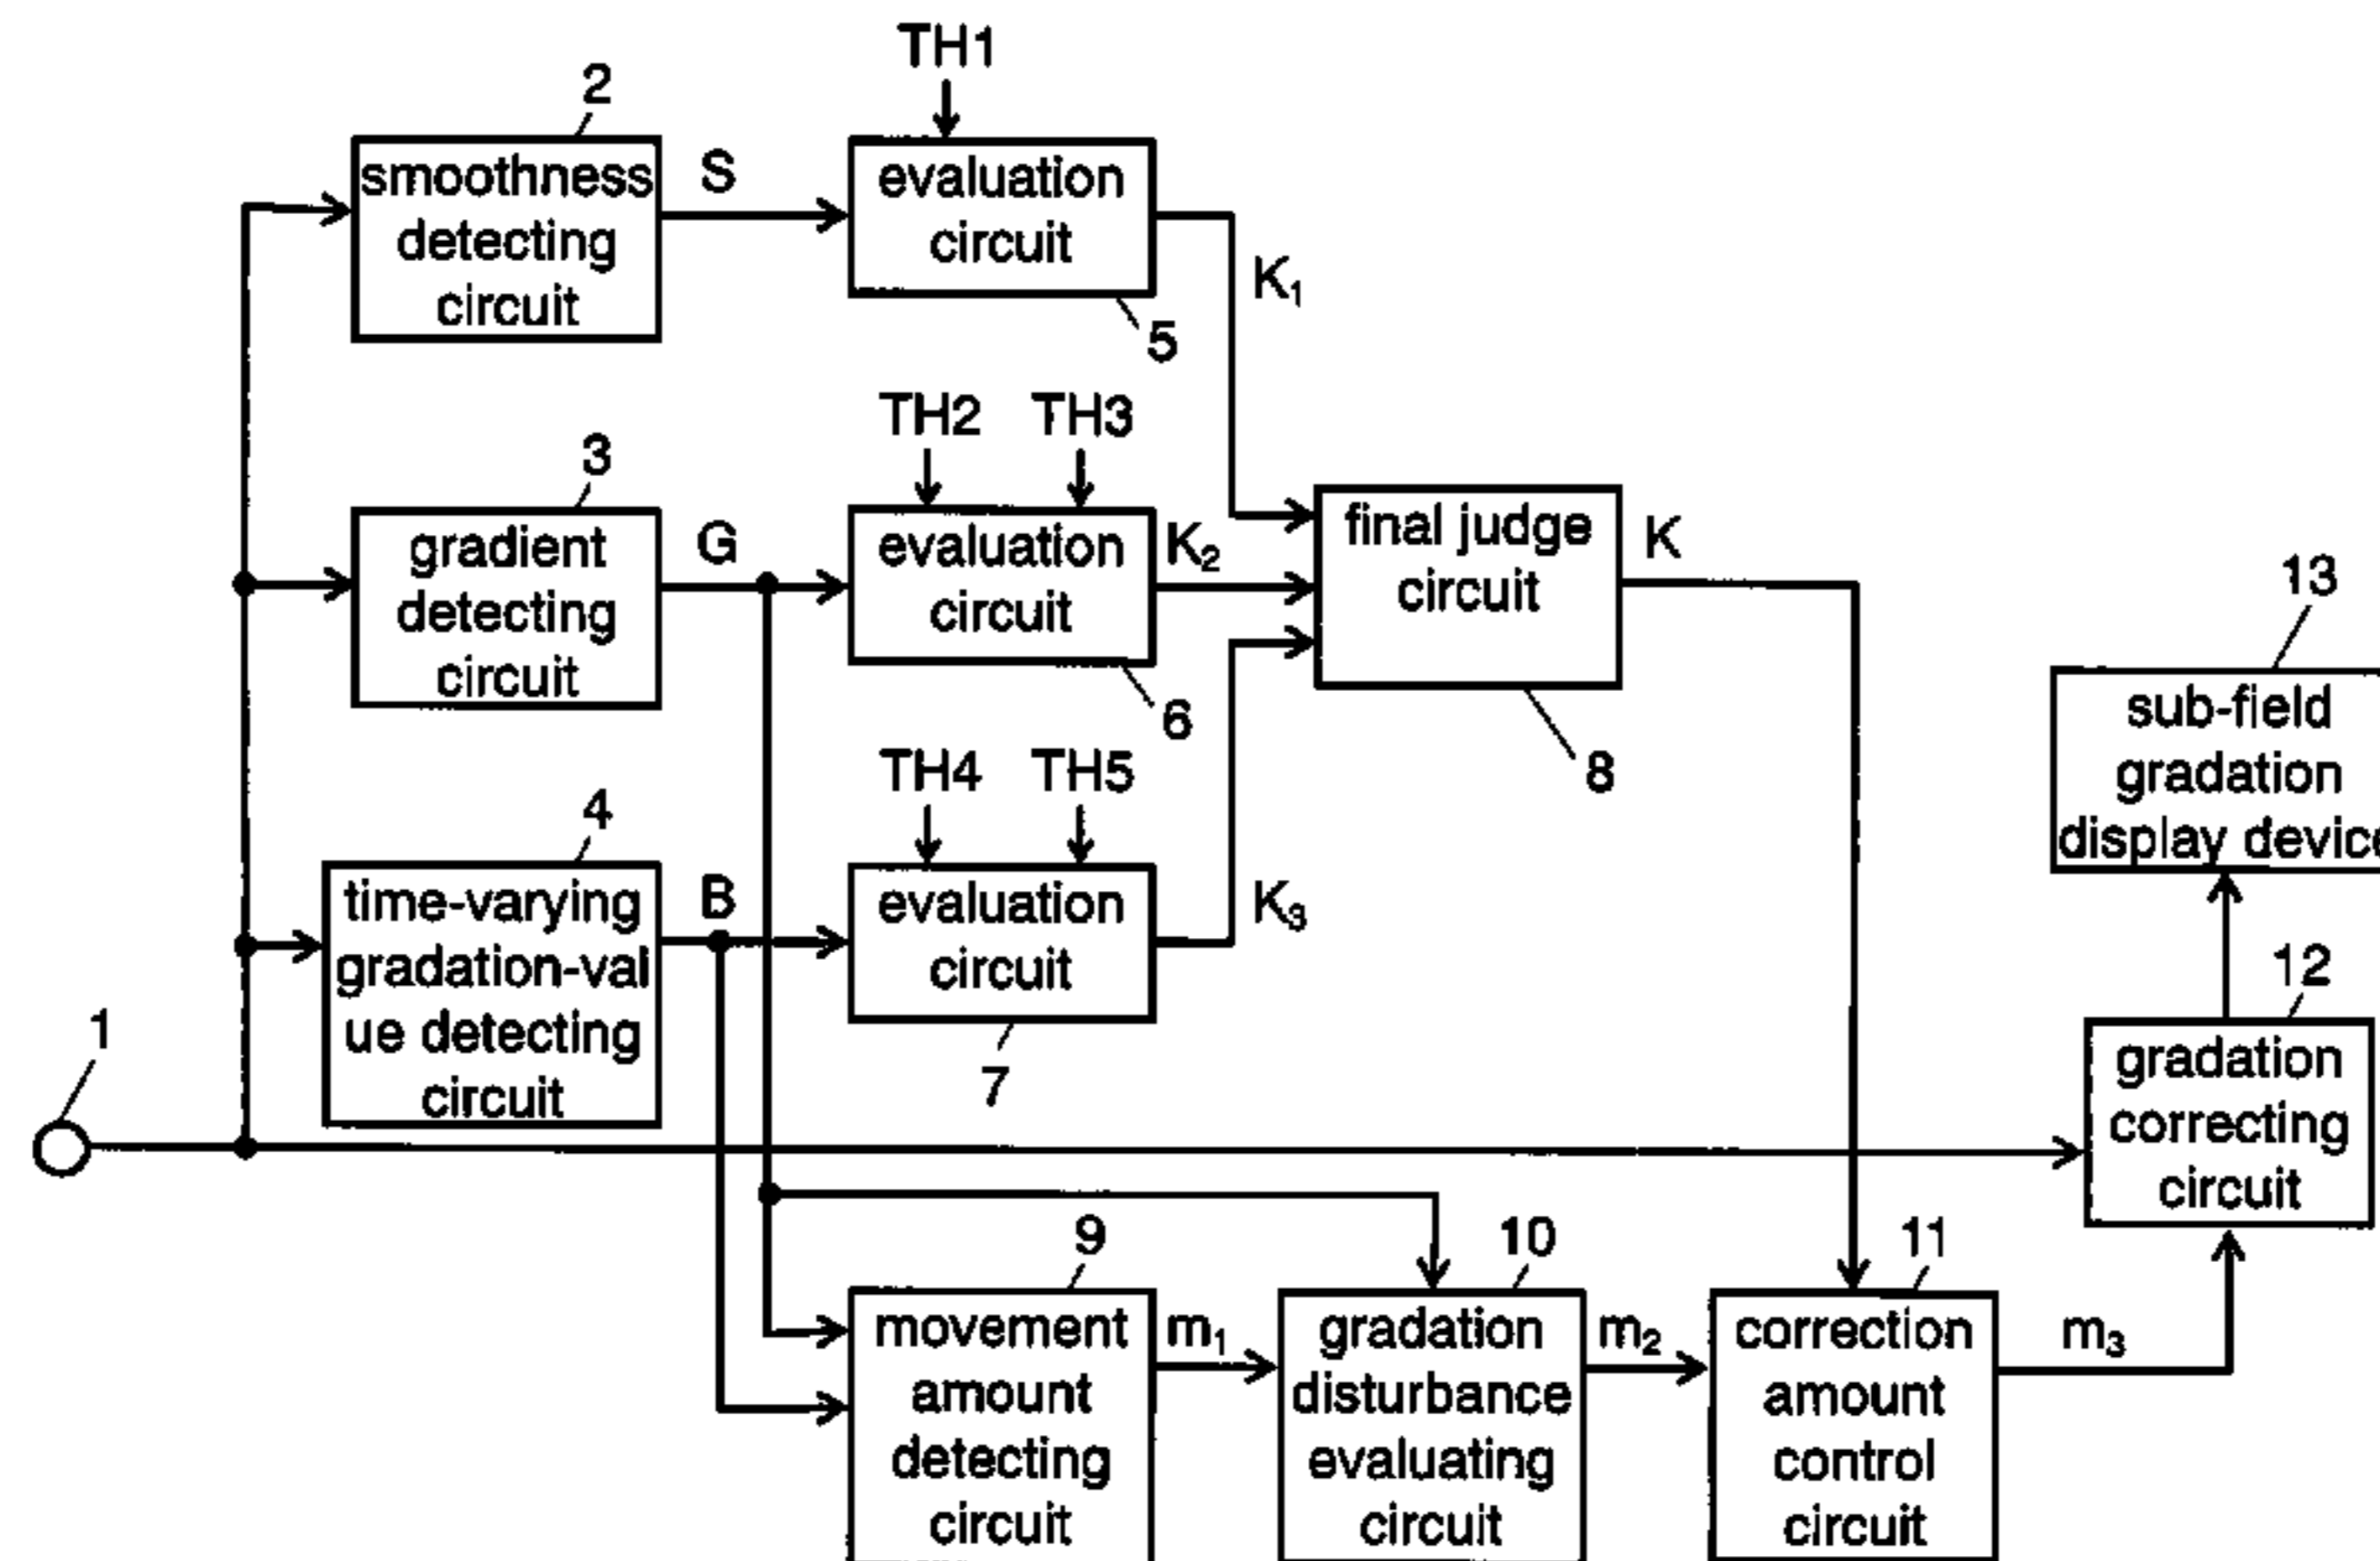 TH1
2
smoothness
detecting
circuit
S
evaluation
circuit
K₁
5
TH2 TH3
3
gradient
detecting
circuit
G
evaluation
circuit
K₂
6
final judge
circuit
K
8
TH4 TH5
4
time-varying
gradation-val
ue detecting
circuit
B
evaluation
circuit
K₃
7
13
sub-field
gradation
display device
12
gradation
correcting
circuit
1
9
movement
amount
detecting
circuit
m₁
10
gradation
disturbance
evaluating
circuit
m₂
11
correction
amount
control
circuit
m₃